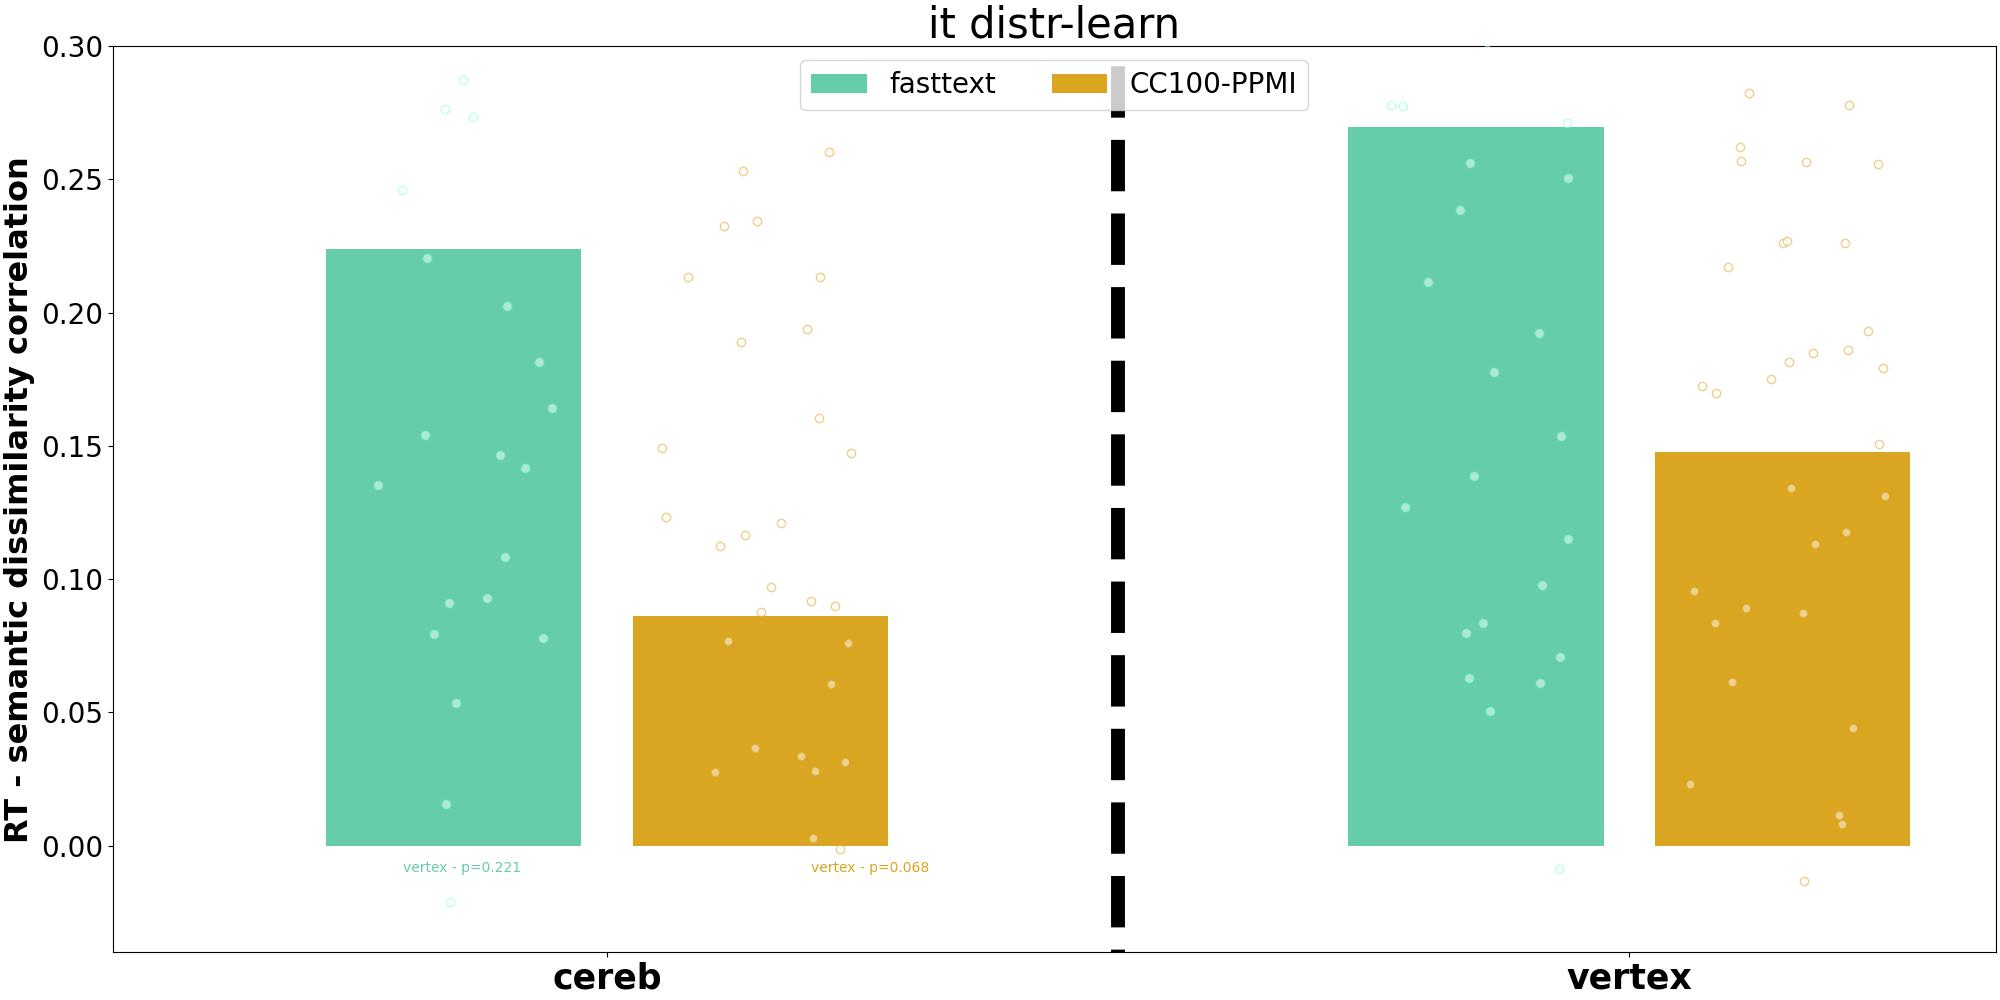 it distr-learn
fasttext
CC100-PPMI
RT - semantic dissimilarity correlation
0.30
0.25
0.20
0.15
0.10
0.05
0.00
vertex - p=0.221
vertex - p=0.068
cereb
vertex